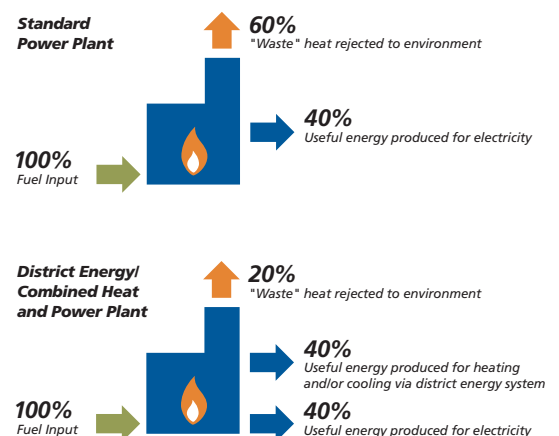 Standard
Power Plant
60%
"Waste" heat rejected to environment
40%
Useful energy produced for electricity
100%
Fuel Input
District Energy/
Combined Heat
and Power Plant
20%
"Waste" heat rejected to environment
40%
Useful energy produced for heating
and/or cooling via district energy system
100%
Fuel Input
40%
Useful energy produced for electricity